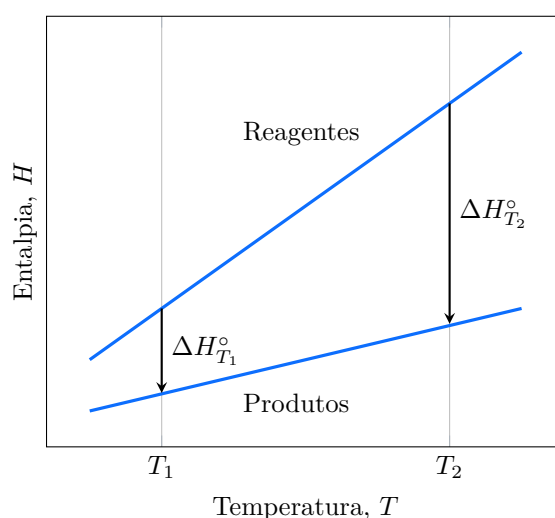 Entalpia, H
Reagentes
ΔH°T₂
ΔH°T₁
Produtos
T₁
T₂
Temperatura, T